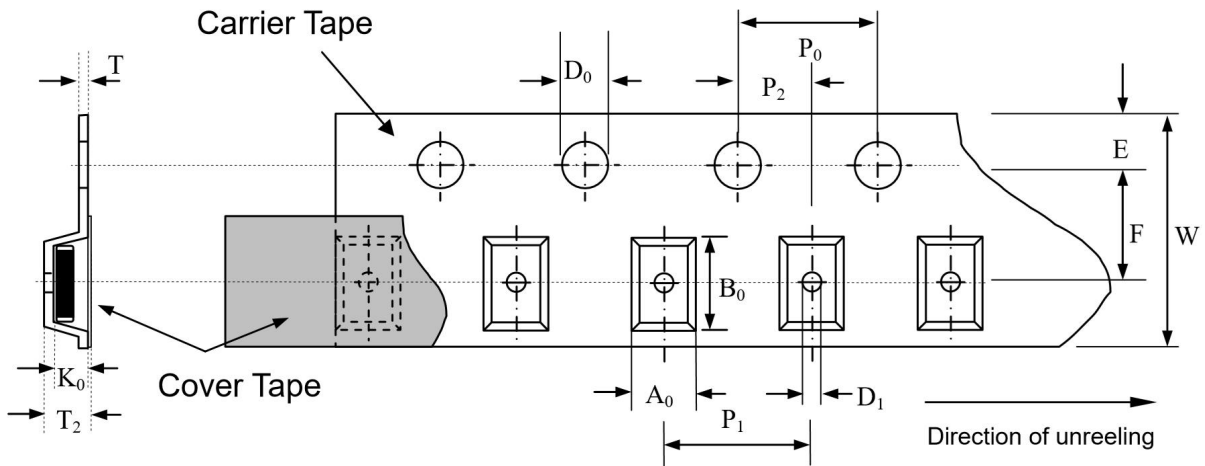 Carrier Tape
P₀
T
D₀
P₂
E
F
W
B₀
K₀
Cover Tape
A₀
D₁
T₂
P₁
Direction of unreeling